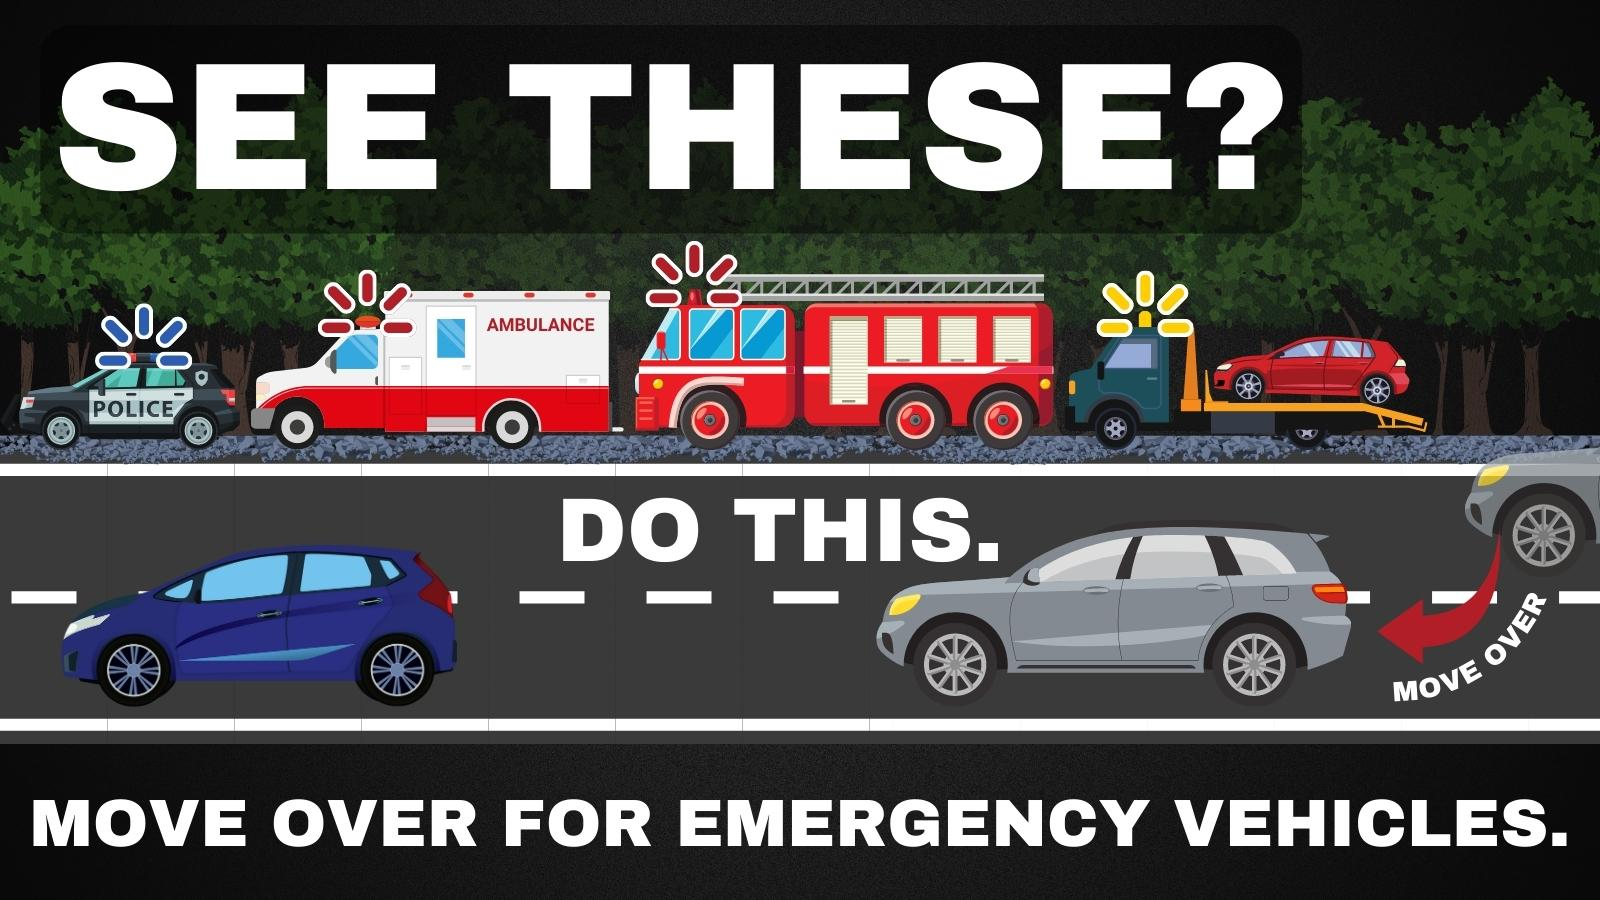 SEE THESE?
AMBULANCE
POLICE
DO THIS.
MOVE OVER
MOVE OVER FOR EMERGENCY VEHICLES.